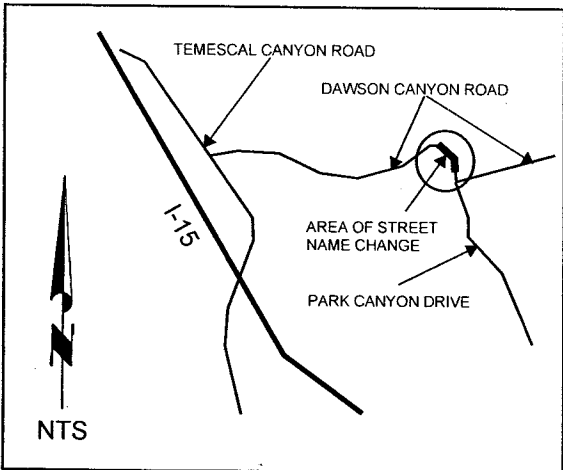 TEMESCAL CANYON ROAD
DAWSON CANYON ROAD
I-15
AREA OF STREET
NAME CHANGE
PARK CANYON DRIVE
N
NTS